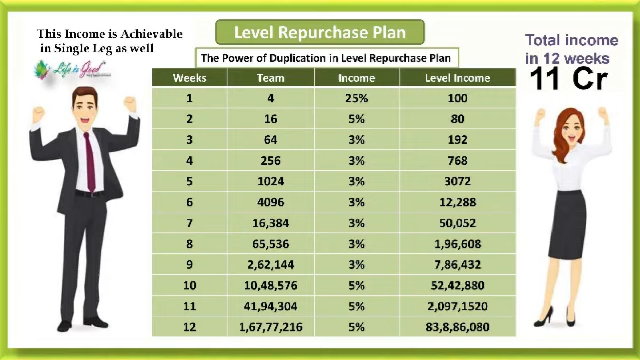 This Income is Achievable
in Single Leg as well
Life is Good
Level Repurchase Plan
The Power of Duplication in Level Repurchase Plan
Total income
in 12 weeks
11 Cr
Weeks Team Income Level Income
1 4 25% 100
2 16 5% 80
3 64 3% 192
4 256 3% 768
5 1024 3% 3072
6 4096 3% 12,288
7 16,384 3% 50,052
8 65,536 3% 1,96,608
9 2,62,144 3% 7,86,432
10 10,48,576 5% 52,42,880
11 41,94,304 5% 2,097,1520
12 1,67,77,216 5% 83,8,86,080